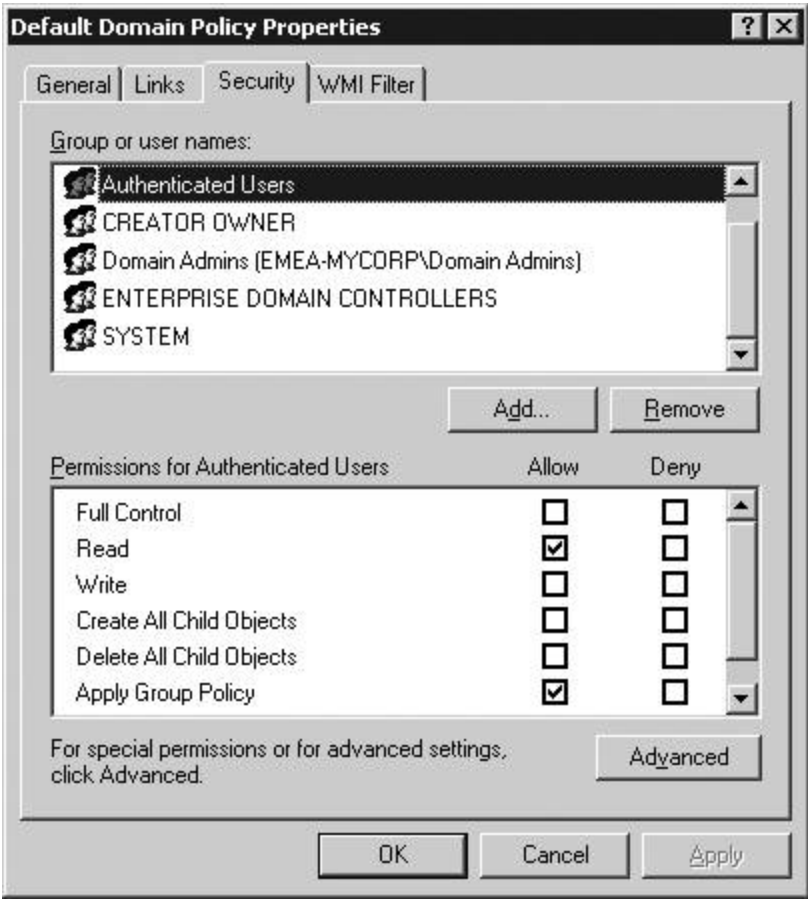 Default Domain Policy Properties
General Links Security WMI Filter
Group or user names:
Authenticated Users
CREATOR OWNER
Domain Admins (EMEA-MYCORP\Domain Admins)
ENTERPRISE DOMAIN CONTROLLERS
SYSTEM
Add... Remove
Permissions for Authenticated Users Allow Deny
Full Control
Read
Write
Create All Child Objects
Delete All Child Objects
Apply Group Policy
For special permissions or for advanced settings,
click Advanced.
Advanced
OK Cancel Apply